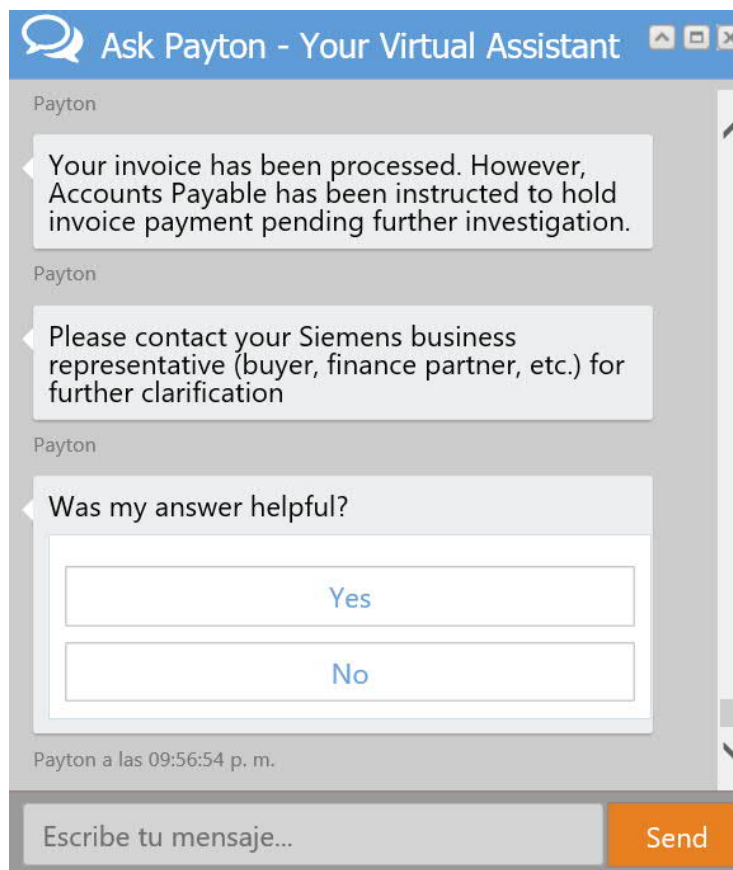 Ask Payton - Your Virtual Assistant
Payton
Your invoice has been processed. However,
Accounts Payable has been instructed to hold
invoice payment pending further investigation.
Payton
Please contact your Siemens business
representative (buyer, finance partner, etc.) for
further clarification
Payton
Was my answer helpful?
Yes
No
Payton a las 09:56:54 p. m.
Escribe tu mensaje...
Send